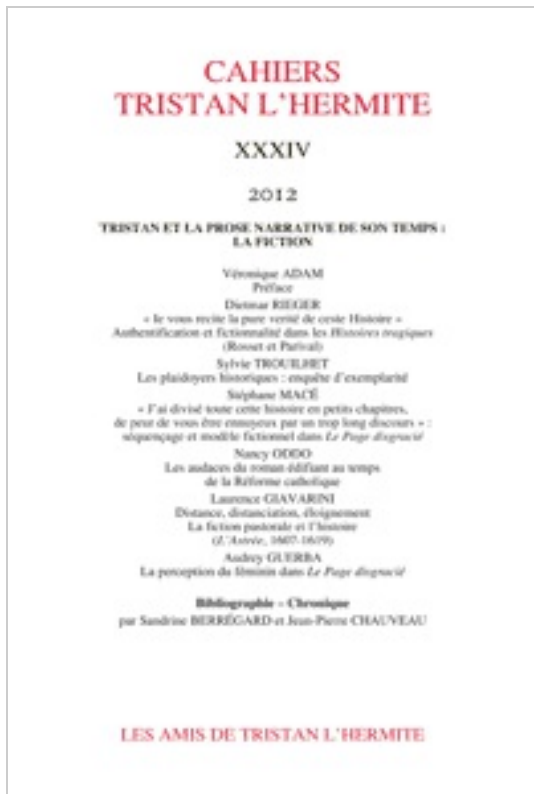 CAHIERS
TRISTAN L'HERMITE
XXXIV
2012
TRISTAN ET LA PROSE NARRATIVE DE SON TEMPS :
LA FICTION
Véronique ADAM
Préface
Dietmar RIEGER
« Je vous recite la pure verité de ceste Histoire »
Authentification et fictionnalité dans les Histoires tragiques
(Rosset et Parival)
Sylvie TROUILHET
Les plaidoyers historiques : enquête d'exemplarité
Stéphane MACÉ
« J'ai divisé toute cette histoire en petits chapitres,
de peur de vous être ennuyeux par un trop long discours » :
séquençage et modèle fictionnel dans Le Page disgracié
Nancy ODDO
Les audaces du roman édifiant au temps
de la Réforme catholique
Laurence GIAVARINI
Distance, distanciation, éloignement
La fiction pastorale et l'histoire
(L'Astrée, 1607-1619)
Audrey GUERBA
La perception du féminin dans Le Page disgracié
Bibliographie – Chronique
par Sandrine BERRÉGARD et Jean-Pierre CHAUVEAU
LES AMIS DE TRISTAN L'HERMITE